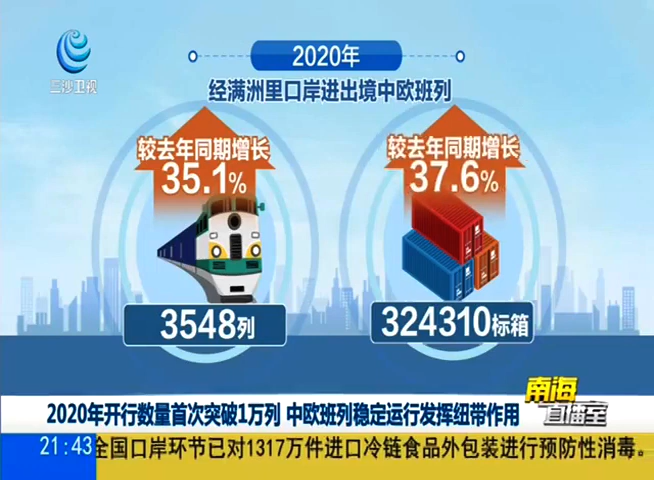 三沙卫视
2020年
经满洲里口岸进出境中欧班列
较去年同期增长
35.1%
较去年同期增长
37.6%
3548列
324310标箱
2020年开行数量首次突破1万列 中欧班列稳定运行发挥纽带作用
南海
直播室
21:43
全国口岸环节已对1317万件进口冷链食品外包装进行预防性消毒。